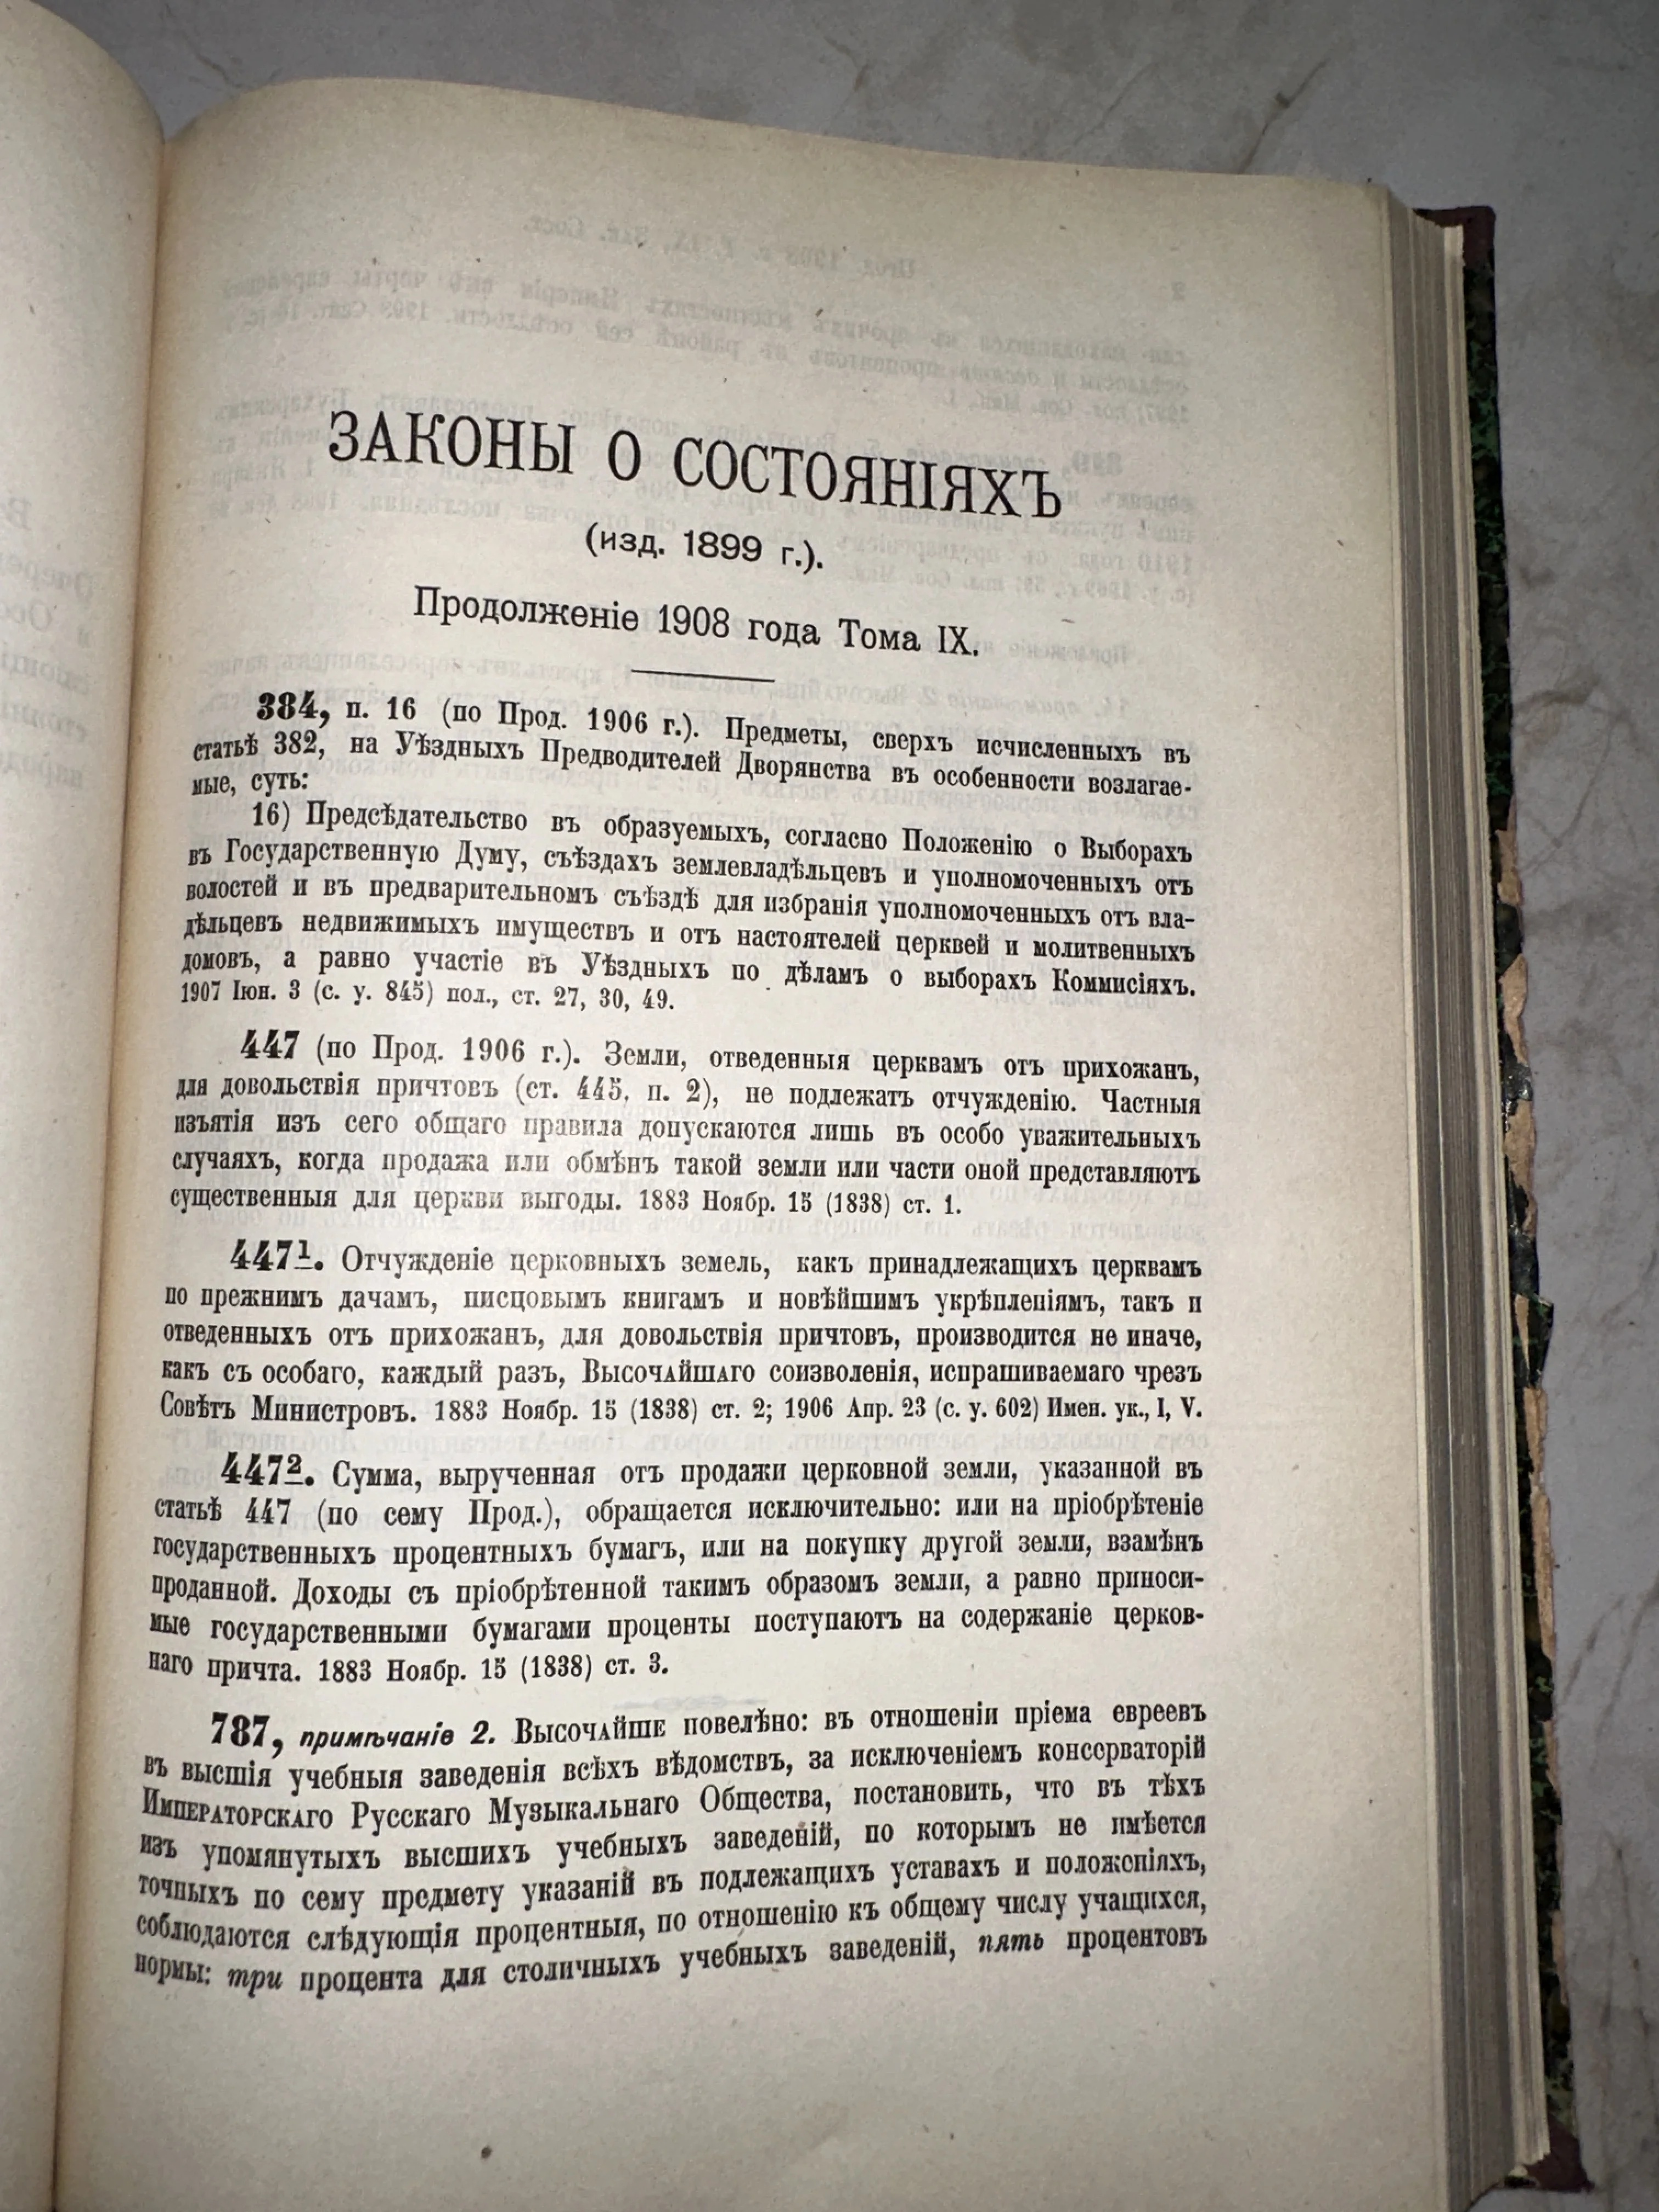 ЗАКОНЫ О СОСТОЯНІЯХЪ
(изд. 1899 г.).
Продолженіе 1908 года Тома IX.
384, п. 16 (по Прод. 1906 г.). Предметы, сверхъ исчисленныхъ въ
статьѣ 382, на Уѣздныхъ Предводителей Дворянства въ особенности возлагае-
мые, суть:
16) Предсѣдательство въ образуемыхъ, согласно Положенію о Выборахъ
въ Государственную Думу, съѣздахъ землевладѣльцевъ и уполномоченныхъ отъ
волостей и въ предварительномъ съѣздѣ для избранія уполномоченныхъ отъ вла-
дѣльцевъ недвижимыхъ имуществъ и отъ настоятелей церквей и молитвенныхъ
домовъ, а равно участіе въ Уѣздныхъ по дѣламъ о выборахъ Коммисіяхъ.
1907 Іюн. 3 (с. у. 845) пол., ст. 27, 30, 49.
447 (по Прод. 1906 г.). Земли, отведенныя церквамъ отъ прихожанъ,
для довольствія причтовъ (ст. 445, п. 2), не подлежатъ отчужденію. Частныя
изъятія изъ сего общаго правила допускаются лишь въ особо уважительныхъ
случаяхъ, когда продажа или обмѣнъ такой земли или части оной представляютъ
существенныя для церкви выгоды. 1883 Ноябр. 15 (1838) ст. 1.
447¹. Отчужденіе церковныхъ земель, какъ принадлежащихъ церквамъ
по прежнимъ дачамъ, писцовымъ книгамъ и новѣйшимъ укрѣпленіямъ, такъ и
отведенныхъ отъ прихожанъ, для довольствія причтовъ, производится не иначе,
какъ съ особаго, каждый разъ, ВЫСОЧАЙШАГО соизволенія, испрашиваемаго чрезъ
Совѣтъ Министровъ. 1883 Ноябр. 15 (1838) ст. 2; 1906 Апр. 23 (с. у. 602) Имен. ук., I, V.
447². Сумма, вырученная отъ продажи церковной земли, указанной въ
статьѣ 447 (по сему Прод.), обращается исключительно: или на пріобрѣтеніе
государственныхъ процентныхъ бумагъ, или на покупку другой земли, взамѣнъ
проданной. Доходы съ пріобрѣтенной такимъ образомъ земли, а равно приноси-
мые государственными бумагами проценты поступаютъ на содержаніе церков-
наго причта. 1883 Ноябр. 15 (1838) ст. 3.
787, примѣчаніе 2. ВЫСОЧАЙШЕ повелѣно: въ отношеніи пріема евреевъ
въ высшія учебныя заведенія всѣхъ вѣдомствъ, за исключеніемъ консерваторій
ИМПЕРАТОРСКАГО Русскаго Музыкальнаго Общества, постановить, что въ тѣхъ
изъ упомянутыхъ высшихъ учебныхъ заведеній, по которымъ не имѣется
точныхъ по сему предмету указаній въ подлежащихъ уставахъ и положеніяхъ,
соблюдаются слѣдующія процентныя, по отношенію къ общему числу учащихся,
нормы: три процента для столичныхъ учебныхъ заведеній, пять процентовъ